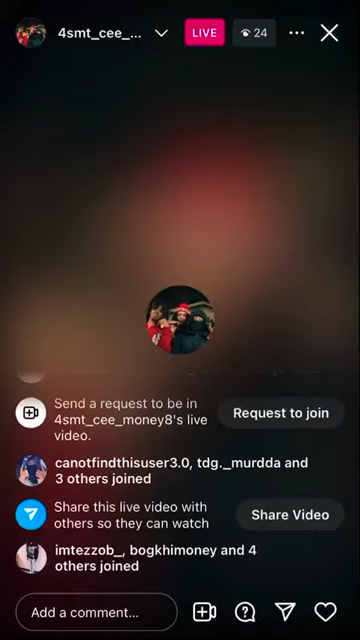 4smt_cee_...
LIVE
24
Send a request to be in
4smt_cee_money8's live
video.
Request to join
canotfindthisuser3.0, tdg._murdda and
3 others joined
Share this live video with
others so they can watch
Share Video
imtezzob_, bogkhimoney and 4
others joined
Add a comment...